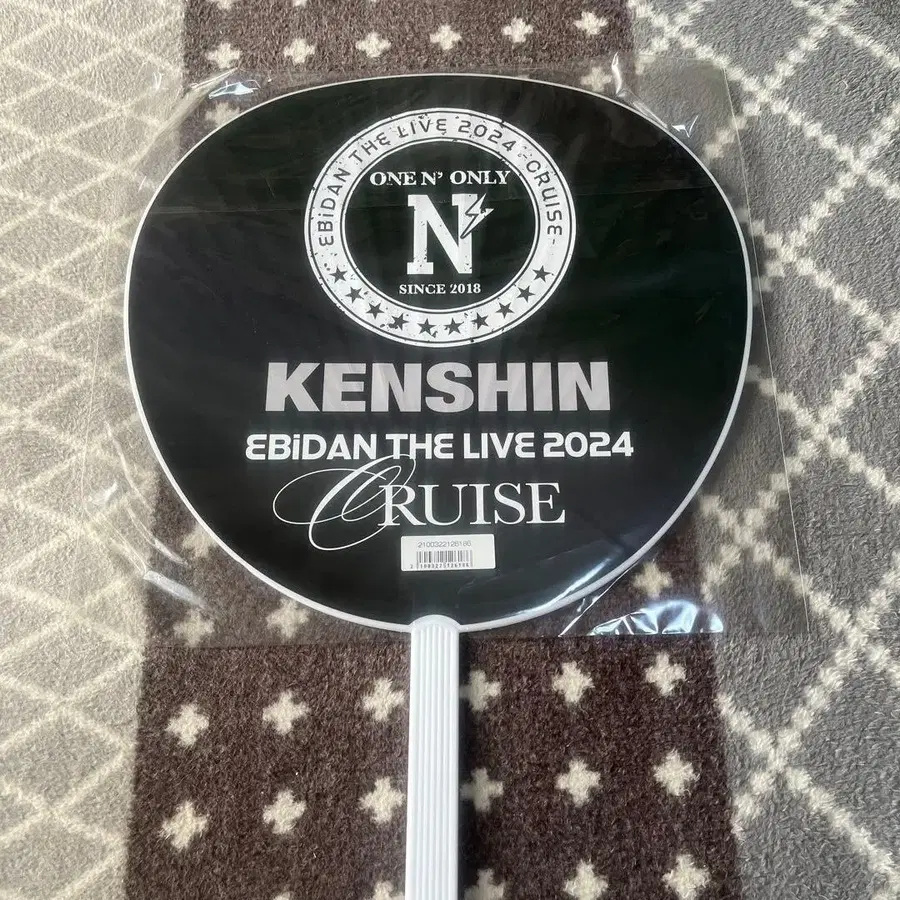 EBiDAN THE LIVE 2024 -CRUISE-
ONE N' ONLY
N
SINCE 2018
KENSHIN
EBiDAN THE LIVE 2024
CRUISE